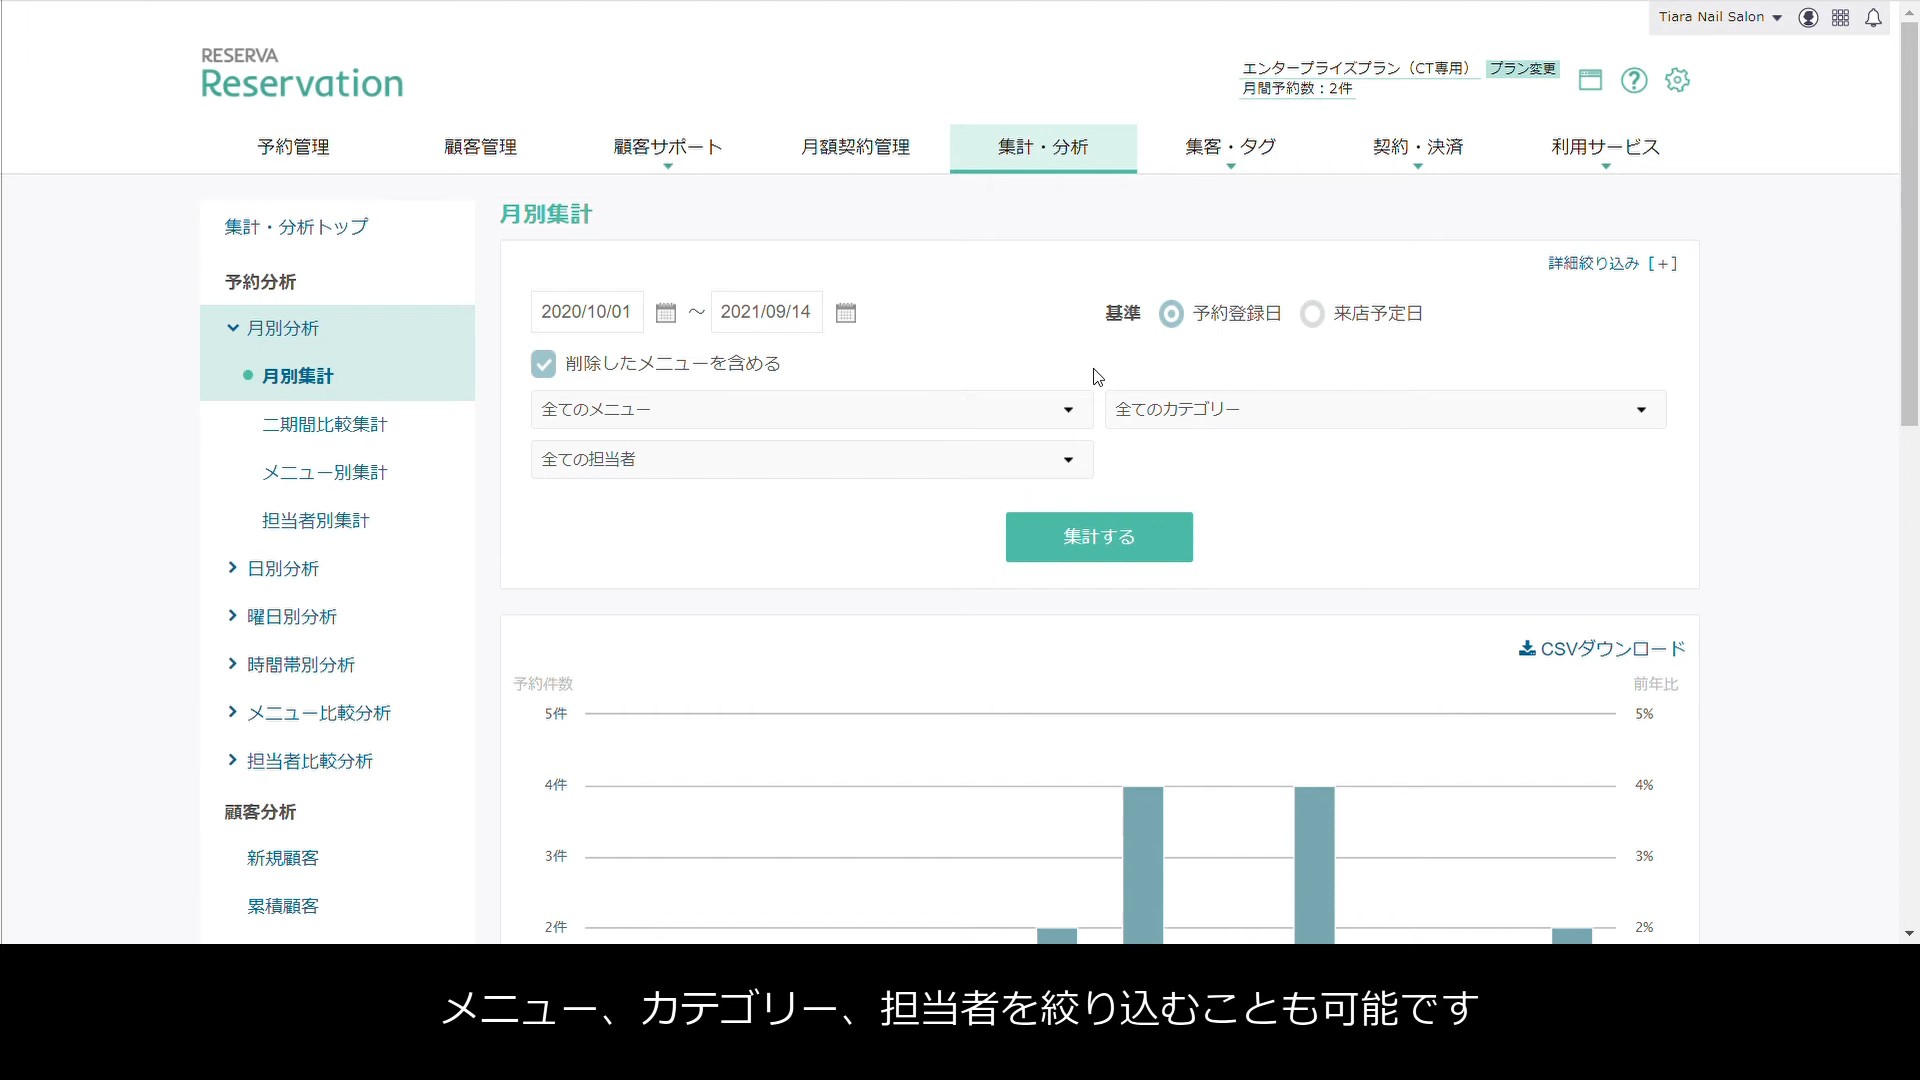 Tiara Nail Salon
RESERVA
Reservation
エンタープライズプラン（CT専用） プラン変更
月間予約数：2件
予約管理 顧客管理 顧客サポート 月額契約管理 集計・分析 集客・タグ 契約・決済 利用サービス
集計・分析トップ
予約分析
月別分析
月別集計
二期間比較集計
メニュー別集計
担当者別集計
日別分析
曜日別分析
時間帯別分析
メニュー比較分析
担当者比較分析
顧客分析
新規顧客
累積顧客
月別集計
詳細絞り込み [＋]
2020/10/01 ～ 2021/09/14 基準 予約登録日 来店予定日
削除したメニューを含める
全てのメニュー 全てのカテゴリー
全ての担当者
集計する
CSVダウンロード
予約件数 前年比
5件 5%
4件 4%
3件 3%
2件 2%
メニュー、カテゴリー、担当者を絞り込むことも可能です